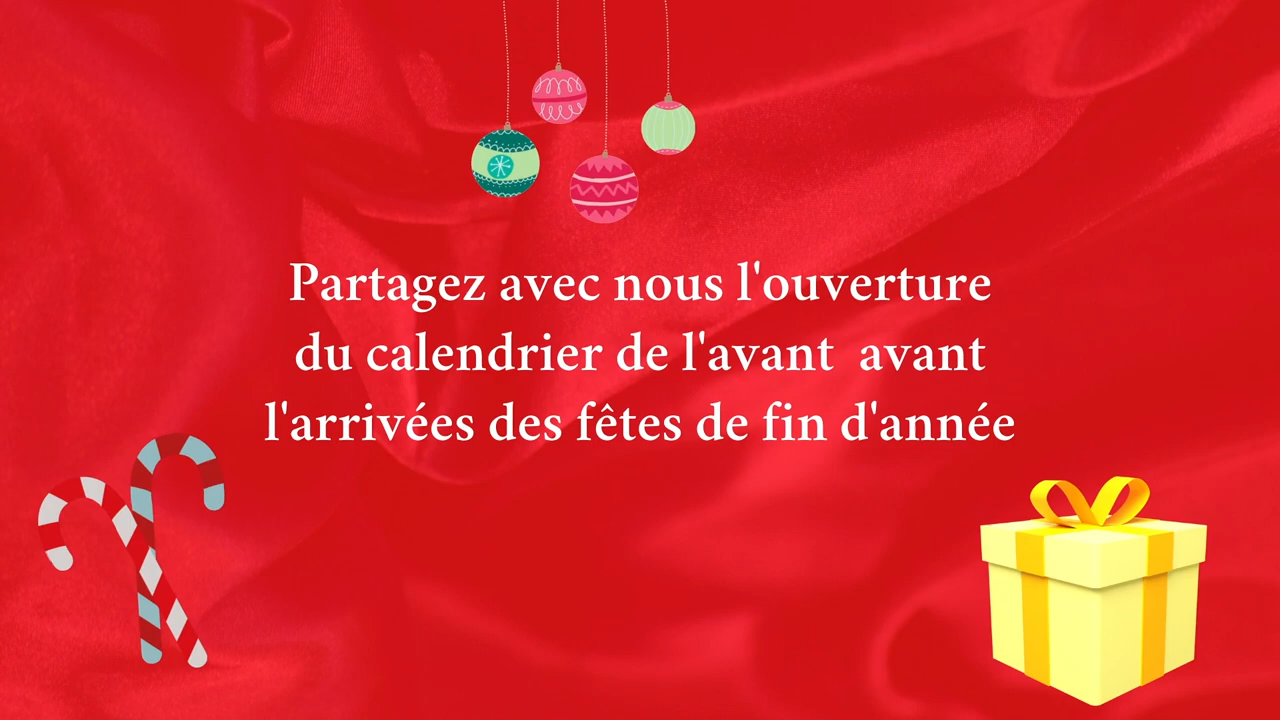 Partagez avec nous l'ouverture
du calendrier de l'avant  avant
l'arrivées des fêtes de fin d'année